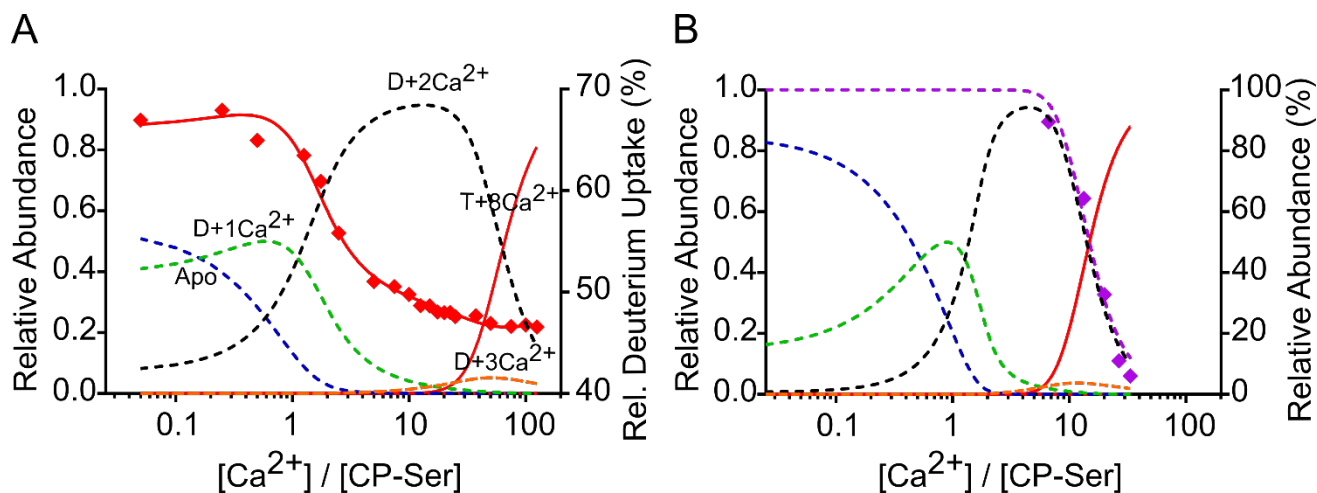 A
Relative Abundance
1.0
0.8
0.6
0.4
0.2
0.0
D+2Ca2+
T+8Ca2+
D+1Ca2+
Apo
D+3Ca2+
70
60
50
40
Rel. Deuterium Uptake (%)
0.1 1 10 100
[Ca2+] / [CP-Ser]
B
Relative Abundance
1.0
0.8
0.6
0.4
0.2
0.0
100
80
60
40
20
0
Relative Abundance (%)
0.1 1 10 100
[Ca2+] / [CP-Ser]